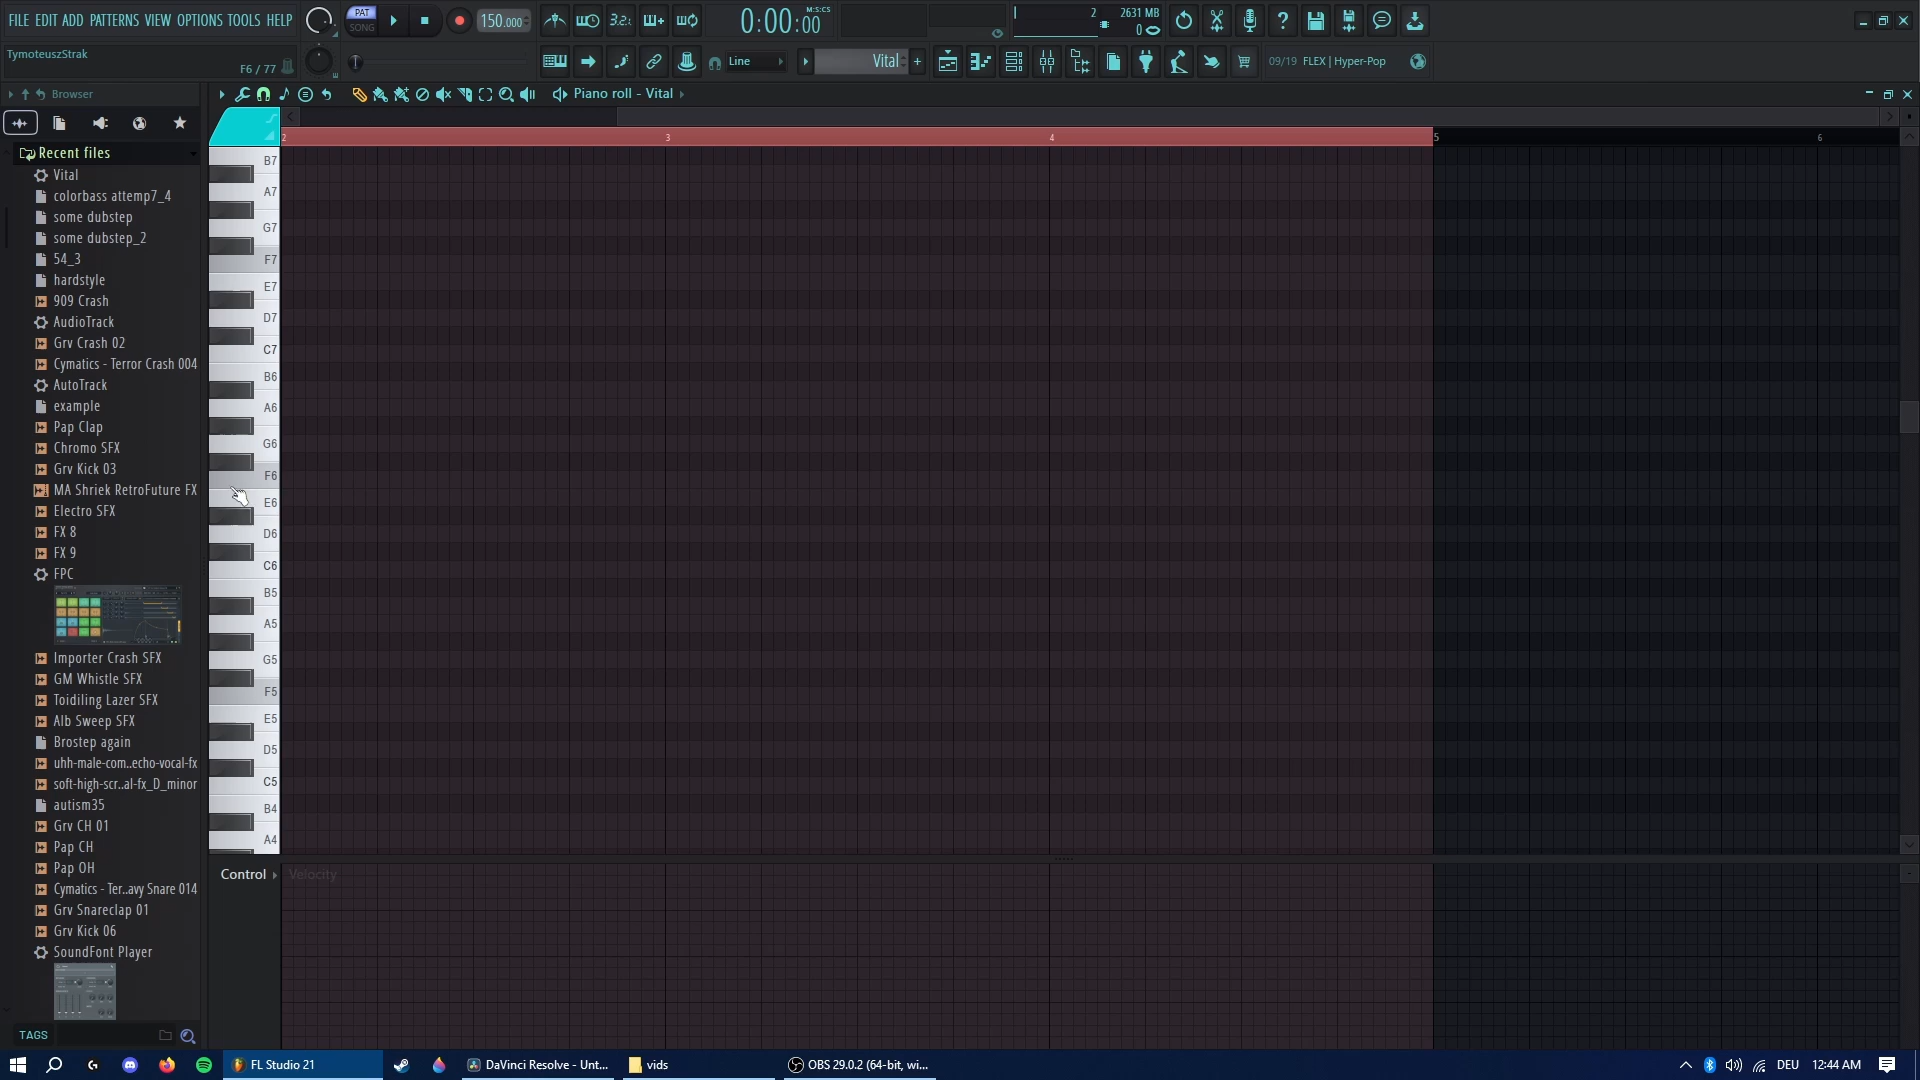 FILE EDIT ADD PATTERNS VIEW OPTIONS TOOLS HELP
PAT
SONG
150.000
3.2.
0:00:00
M:S:CS
2
2631 MB
0
TymoteuszStrak
F6 / 77
Line
Vital
09/19 FLEX | Hyper-Pop
Browser
Piano roll - Vital
Recent files
Vital
colorbass attemp7_4
some dubstep
some dubstep_2
54_3
hardstyle
909 Crash
AudioTrack
Grv Crash 02
Cymatics - Terror Crash 004
AutoTrack
example
Pap Clap
Chromo SFX
Grv Kick 03
MA Shriek RetroFuture FX
Electro SFX
FX 8
FX 9
FPC
Importer Crash SFX
GM Whistle SFX
Toidiling Lazer SFX
Alb Sweep SFX
Brostep again
uhh-male-com..echo-vocal-fx
soft-high-scr..al-fx_D_minor
autism35
Grv CH 01
Pap CH
Pap OH
Cymatics - Ter..avy Snare 014
Grv Snareclap 01
Grv Kick 06
SoundFont Player
TAGS
2
3
4
5
6
B7
A7
G7
F7
E7
D7
C7
B6
A6
G6
F6
E6
D6
C6
B5
A5
G5
F5
E5
D5
C5
B4
A4
Control
Velocity
FL Studio 21
DaVinci Resolve - Unt...
vids
OBS 29.0.2 (64-bit, wi...
DEU
12:44 AM